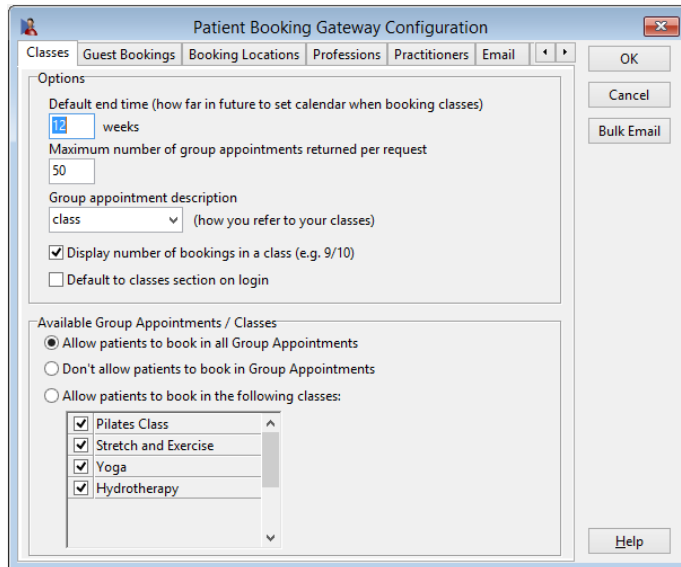 Patient Booking Gateway Configuration
Classes Guest Bookings Booking Locations Professions Practitioners Email
OK
Cancel
Bulk Email
Options
Default end time (how far in future to set calendar when booking classes)
12 weeks
Maximum number of group appointments returned per request
50
Group appointment description
class (how you refer to your classes)
Display number of bookings in a class (e.g. 9/10)
Default to classes section on login
Available Group Appointments / Classes
Allow patients to book in all Group Appointments
Don't allow patients to book in Group Appointments
Allow patients to book in the following classes:
Pilates Class
Stretch and Exercise
Yoga
Hydrotherapy
Help